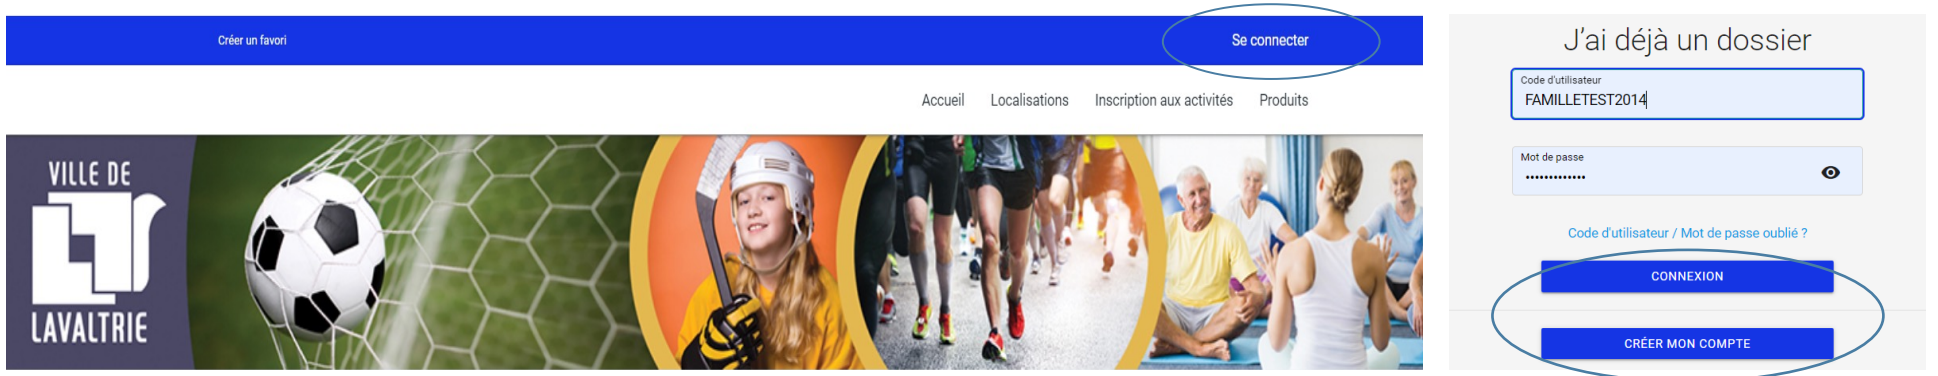 Créer un favori
Se connecter
Accueil Localisations Inscription aux activités Produits
VILLE DE
LAVALTRIE
J'ai déjà un dossier
Code d'utilisateur
FAMILLETEST2014
Mot de passe
•••••••••••••
Code d'utilisateur / Mot de passe oublié ?
CONNEXION
CRÉER MON COMPTE